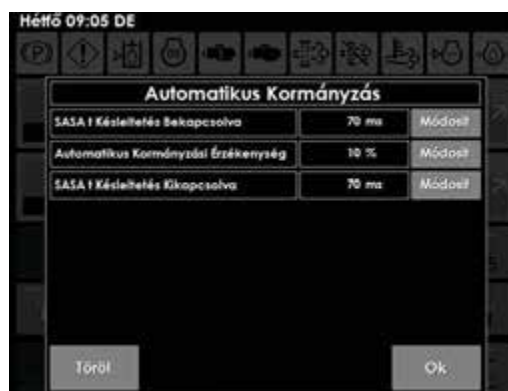 Hétfő 09:05 DE
Automatikus Kormányzás
SASA t Késleltetés Bekapcsolva 70 ms Módosít
Automatikus Kormányzási Érzékenység 10 % Módosít
SASA t Késleltetés Kikapcsolva 70 ms Módosít
Töröl Ok